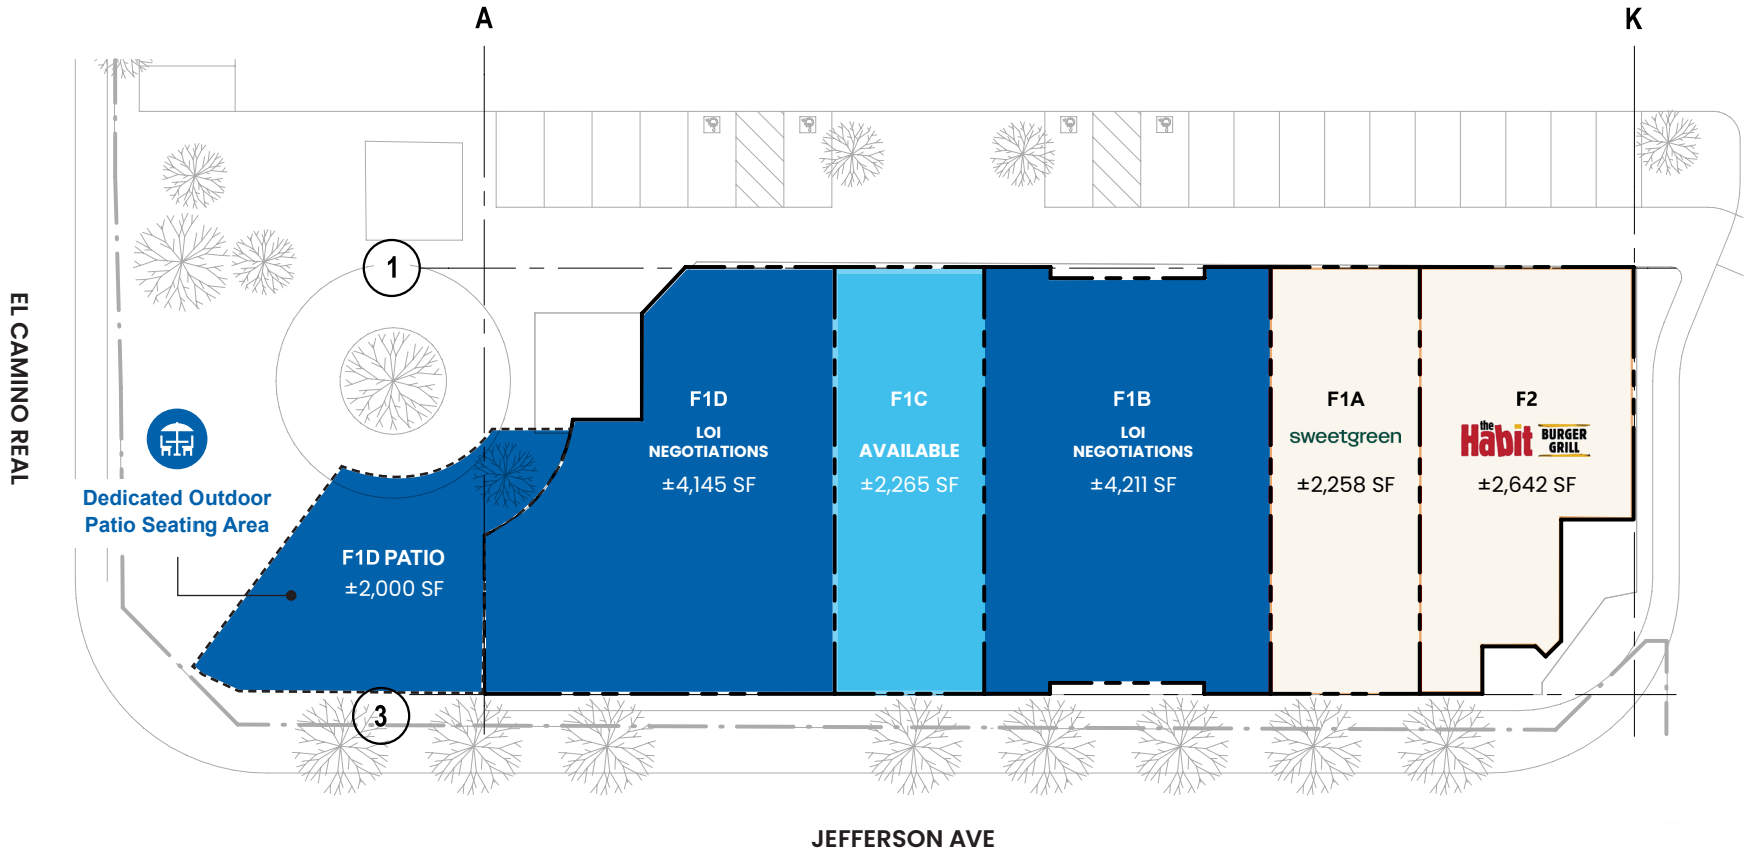 A
K
1
EL CAMINO REAL
F1D
LOI
NEGOTIATIONS
±4,145 SF
F1C
AVAILABLE
±2,265 SF
F1B
LOI
NEGOTIATIONS
±4,211 SF
F1A
sweetgreen
±2,258 SF
F2
the Habit BURGER GRILL
±2,642 SF
Dedicated Outdoor
Patio Seating Area
F1D PATIO
±2,000 SF
3
JEFFERSON AVE